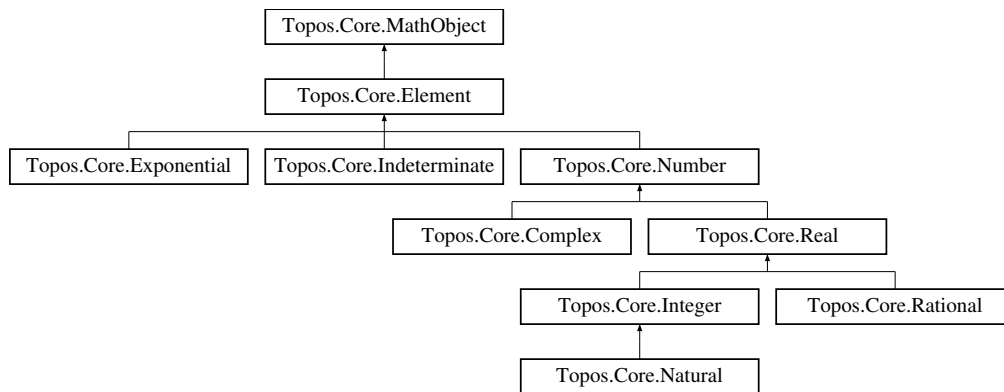 Topos.Core.MathObject
Topos.Core.Element
Topos.Core.Exponential
Topos.Core.Indeterminate
Topos.Core.Number
Topos.Core.Complex
Topos.Core.Real
Topos.Core.Integer
Topos.Core.Rational
Topos.Core.Natural